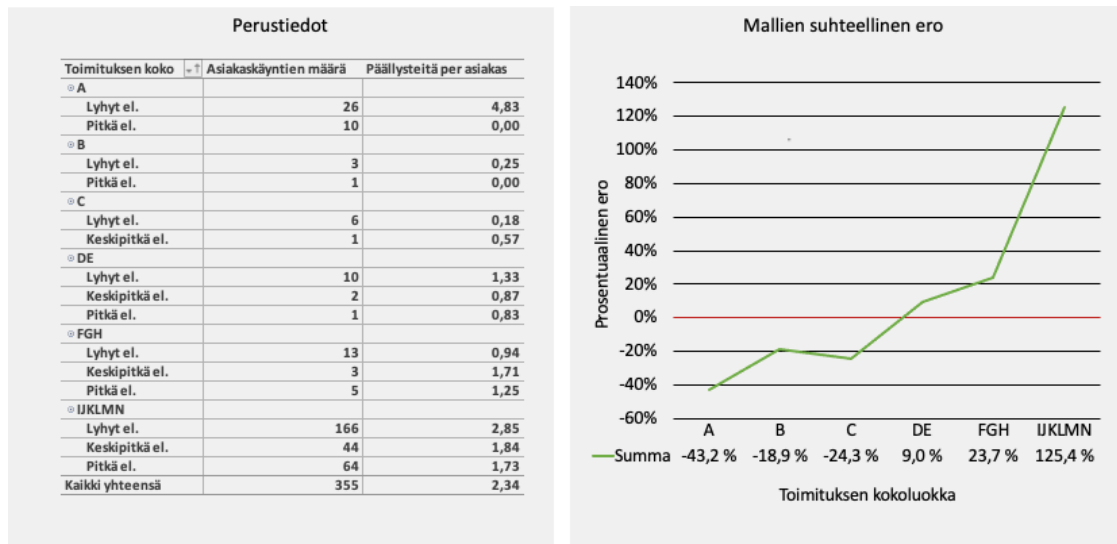 Perustiedot
Toimituksen koko Asiakaskäyntien määrä Päällysteitä per asiakas
A
Lyhyt el. 26 4,83
Pitkä el. 10 0,00
B
Lyhyt el. 3 0,25
Pitkä el. 1 0,00
C
Lyhyt el. 6 0,18
Keskipitkä el. 1 0,57
DE
Lyhyt el. 10 1,33
Keskipitkä el. 2 0,87
Pitkä el. 1 0,83
FGH
Lyhyt el. 13 0,94
Keskipitkä el. 3 1,71
Pitkä el. 5 1,25
IJKLMN
Lyhyt el. 166 2,85
Keskipitkä el. 44 1,84
Pitkä el. 64 1,73
Kaikki yhteensä 355 2,34
Mallien suhteellinen ero
Prosentuaalinen ero
140%
120%
100%
80%
60%
40%
20%
0%
-20%
-40%
-60%
A B C DE FGH IJKLMN
Summa -43,2 % -18,9 % -24,3 % 9,0 % 23,7 % 125,4 %
Toimituksen kokoluokka